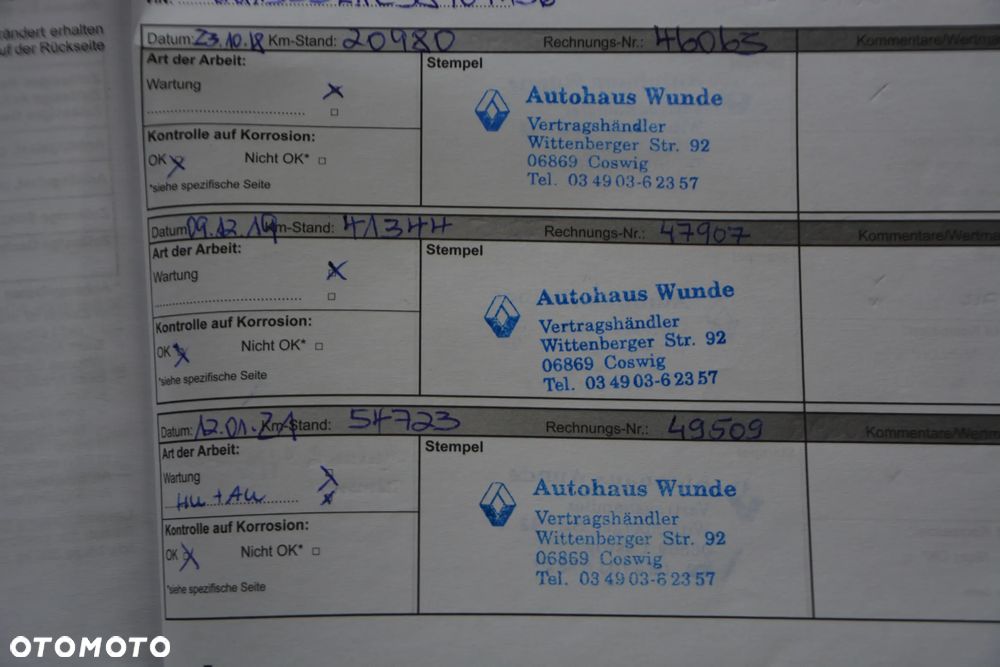 rändert erhalten
uf der Rückseite
Datum: 23.10.18 Km-Stand: 20980 Rechnungs-Nr.: 46063 Kommentare/Wertma
Art der Arbeit:
Stempel
Wartung
Autohaus Wunde
Vertragshändler
Wittenberger Str. 92
06869 Coswig
Tel. 03 49 03-6 23 57
Kontrolle auf Korrosion:
OK Nicht OK*
*siehe spezifische Seite
Datum: 09.12.19 Km-Stand: 41344 Rechnungs-Nr.: 47907 Kommentare/Wertma
Art der Arbeit:
Stempel
Wartung
Autohaus Wunde
Vertragshändler
Wittenberger Str. 92
06869 Coswig
Tel. 03 49 03-6 23 57
Kontrolle auf Korrosion:
OK Nicht OK*
*siehe spezifische Seite
Datum: 12.01.21 Km-Stand: 54723 Rechnungs-Nr.: 49509 Kommentare/Wertm
Art der Arbeit:
Stempel
Wartung
HU + AU
Autohaus Wunde
Vertragshändler
Wittenberger Str. 92
06869 Coswig
Tel. 03 49 03-6 23 57
Kontrolle auf Korrosion:
OK Nicht OK*
*siehe spezifische Seite
OTOMOTO